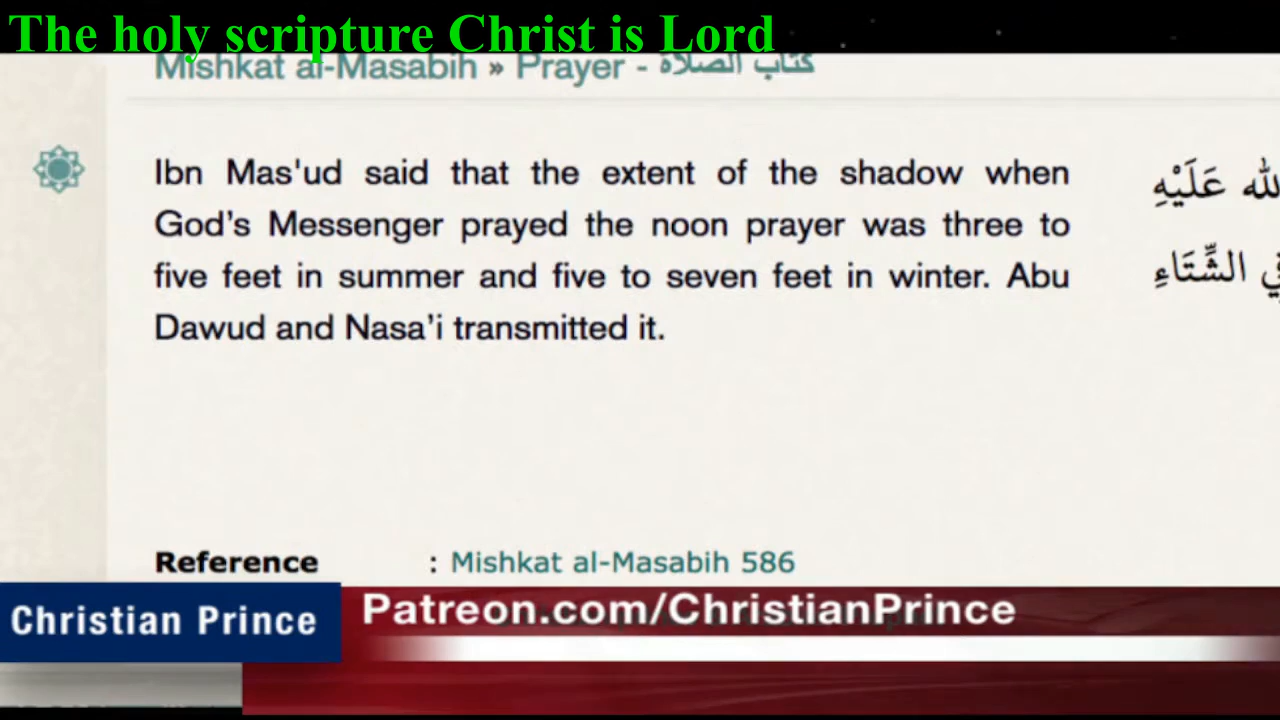 The holy scripture Christ is Lord
Mishkat al-Masabih » Prayer - كتاب الصلاة
Ibn Mas'ud said that the extent of the shadow when
God's Messenger prayed the noon prayer was three to
five feet in summer and five to seven feet in winter. Abu
Dawud and Nasa'i transmitted it.
لله عَلَيْهِ
فِي الشِّتَاءِ
Reference : Mishkat al-Masabih 586
Christian Prince
Patreon.com/ChristianPrince